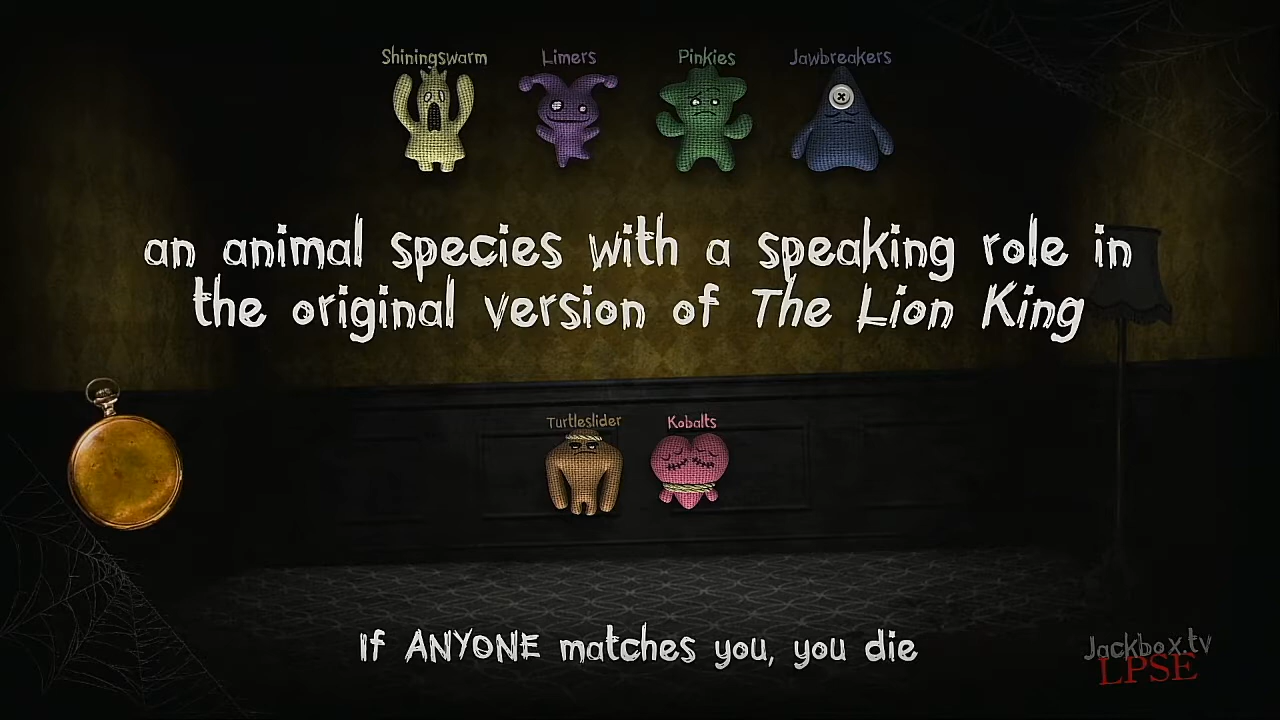 Shiningswarm Limers Pinkies Jawbreakers
an animal species with a speaking role in
the original version of The Lion King
Turtleslider Kobalts
If ANYONE matches you, you die
Jackbox.tv
LPSE